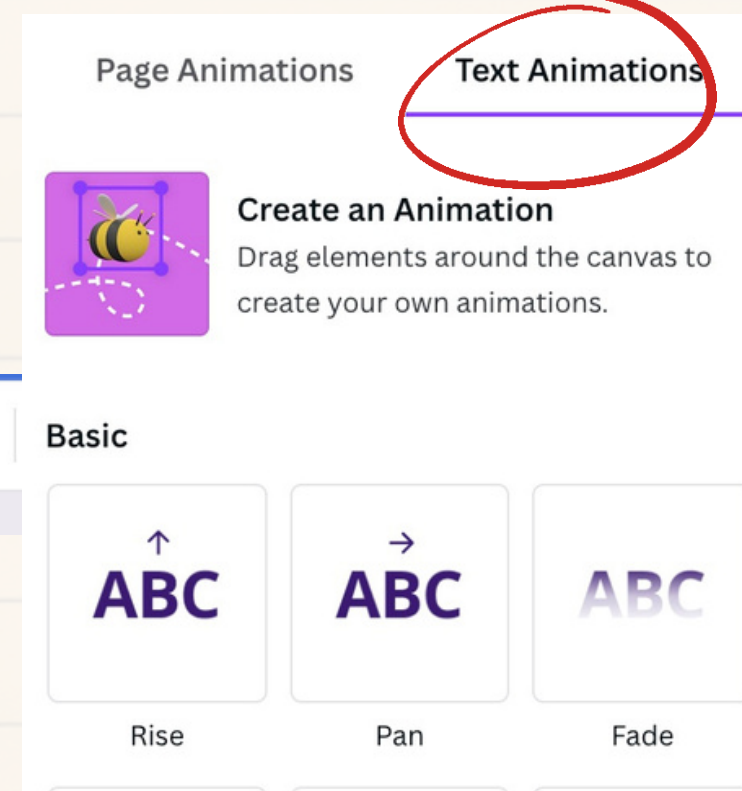 Page Animations Text Animations
Create an Animation
Drag elements around the canvas to
create your own animations.
Basic
ABC ABC ABC
Rise Pan Fade